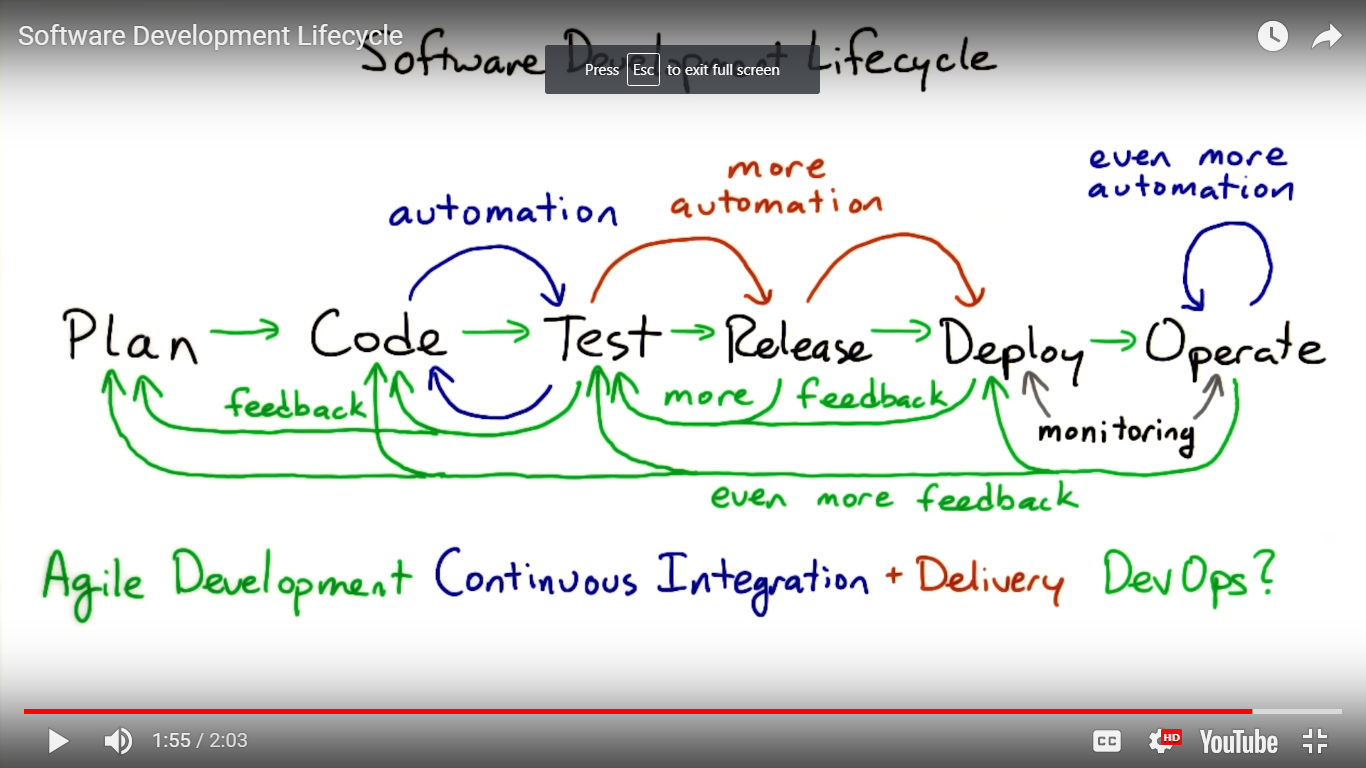 Software Development Lifecycle
Software Development Lifecycle
Press Esc to exit full screen
even more
automation
more
automation
automation
Plan → Code → Test → Release → Deploy → Operate
feedback
more feedback
monitoring
even more feedback
Agile Development Continuous Integration + Delivery DevOps?
1:55 / 2:03
CC
HD
YouTube